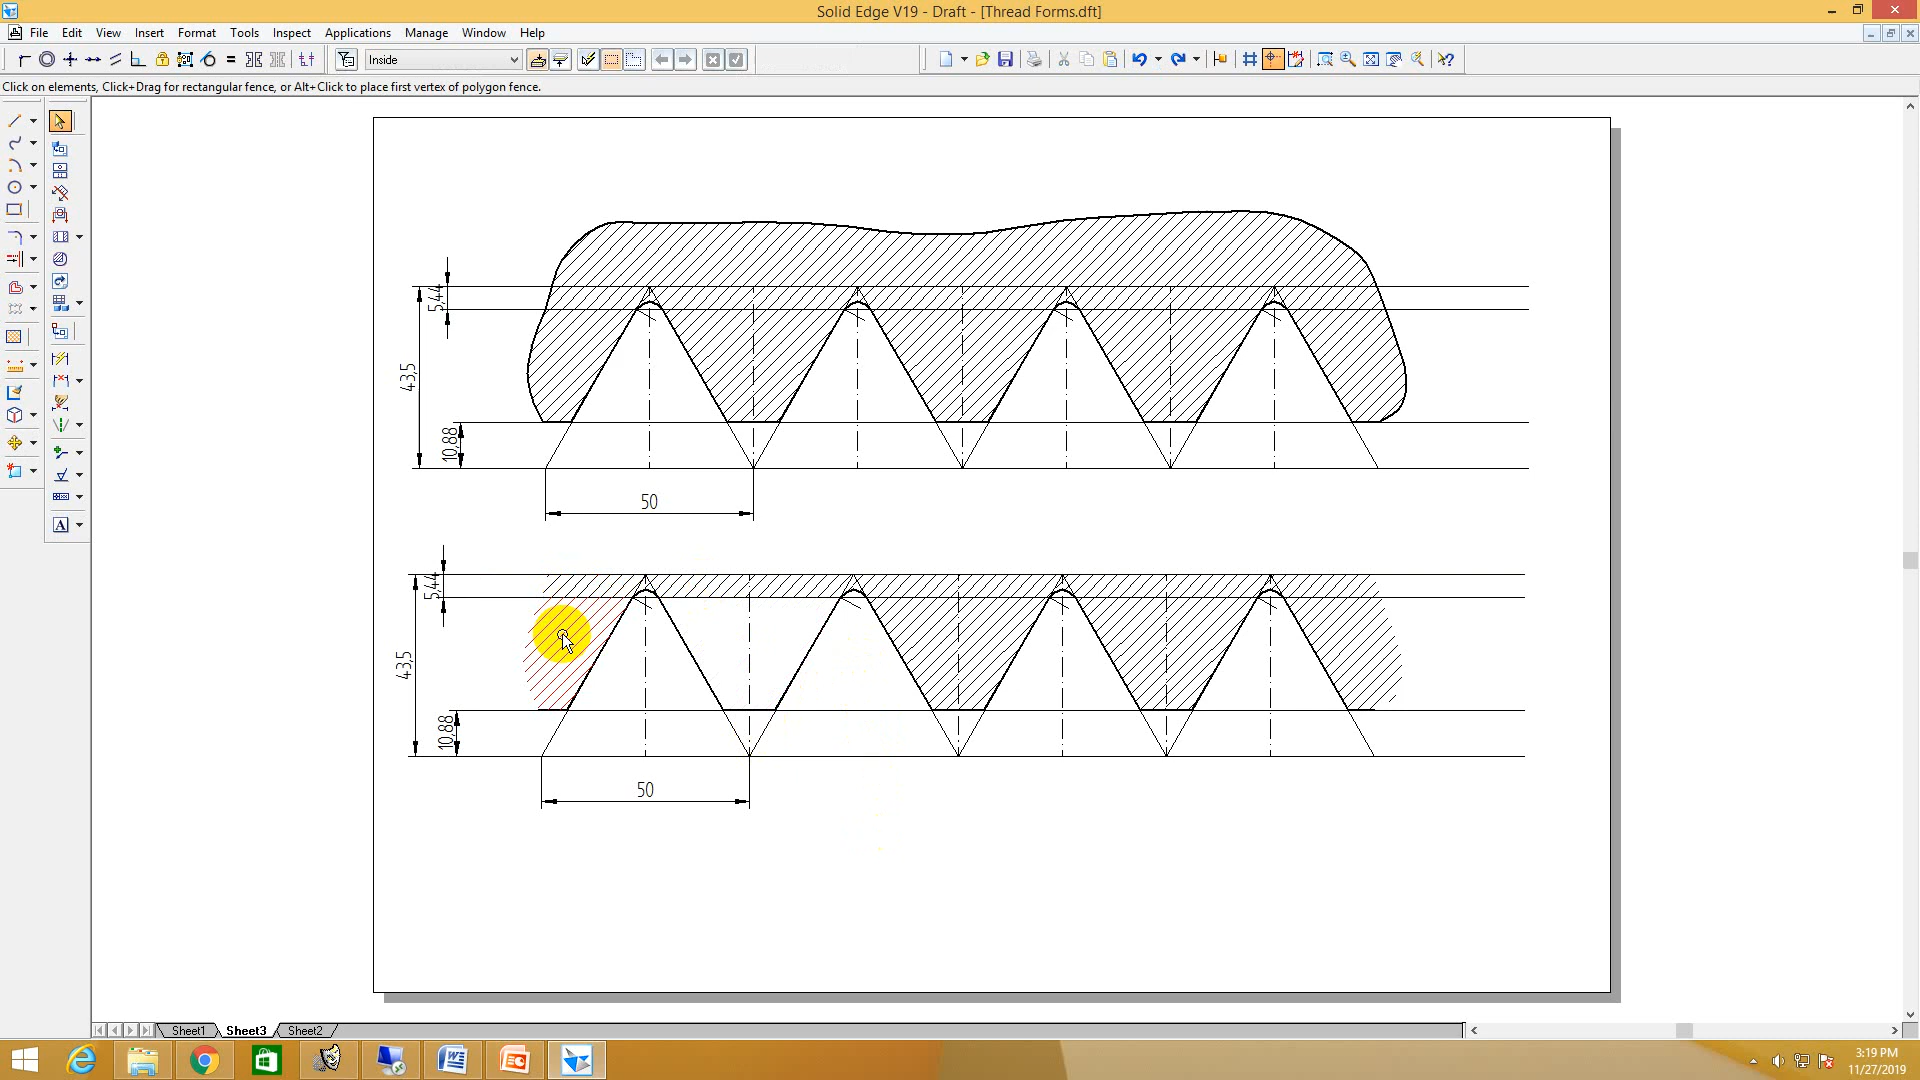 Solid Edge V19 - Draft - [Thread Forms.dft]
File Edit View Insert Format Tools Inspect Applications Manage Window Help
Inside
Click on elements, Click+Drag for rectangular fence, or Alt+Click to place first vertex of polygon fence.
A
5,44
43,5
10,88
50
5,44
43,5
10,88
50
Sheet1 Sheet3 Sheet2
3:19 PM
11/27/2019